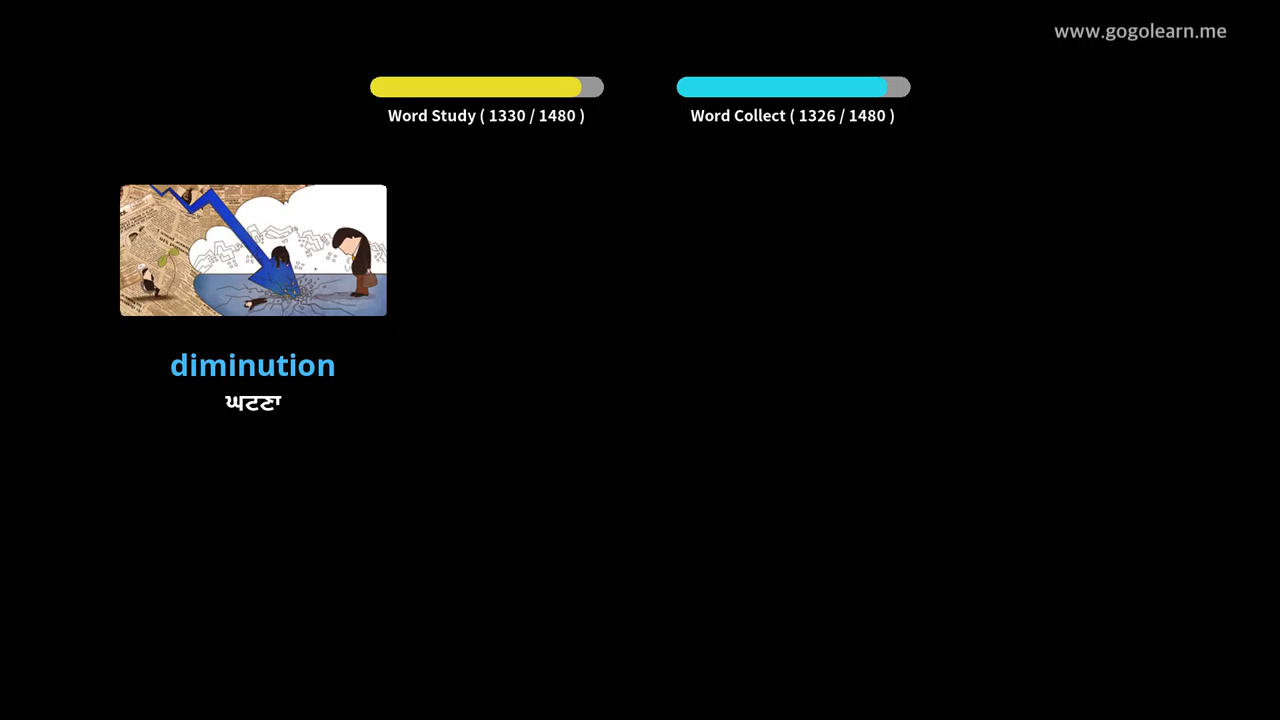 www.gogolearn.me
Word Study ( 1330 / 1480 )
Word Collect ( 1326 / 1480 )
diminution
ਘਟਣਾ